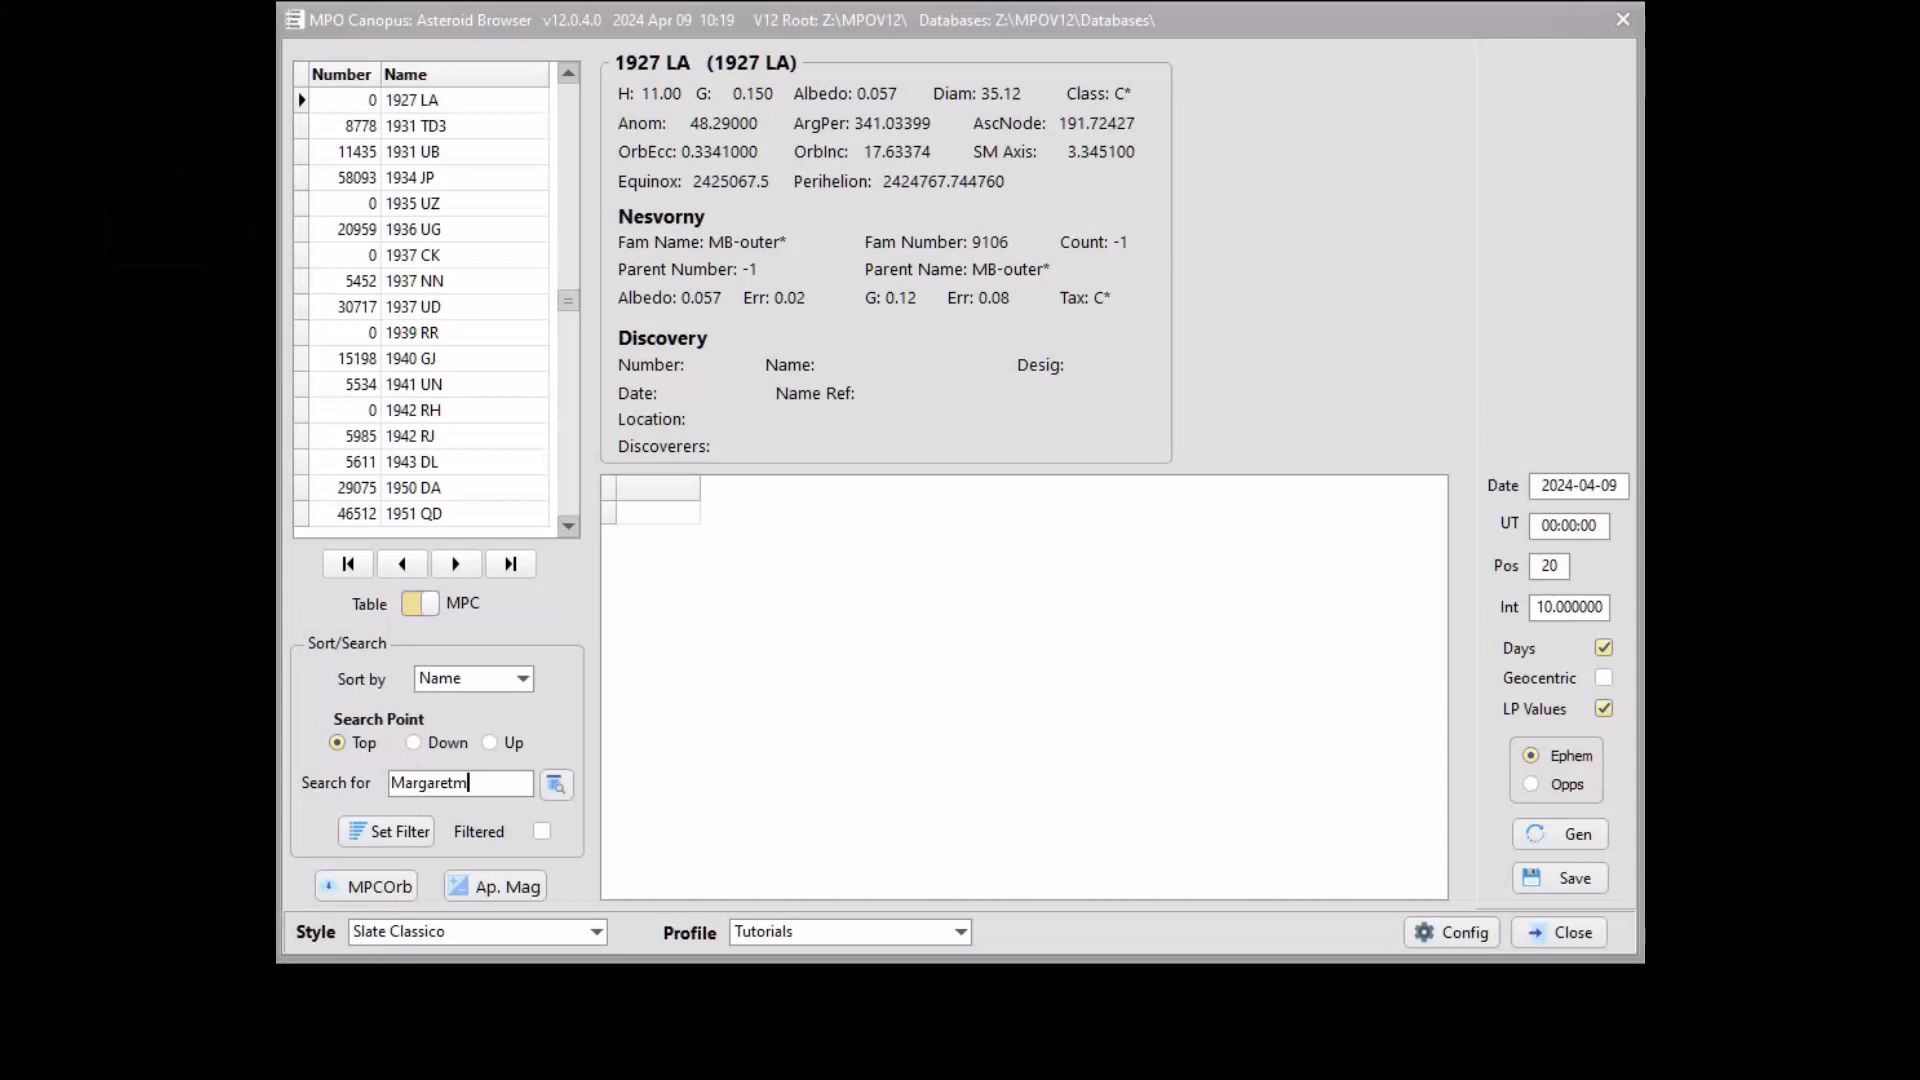 MPO Canopus: Asteroid Browser v12.0.4.0 2024 Apr 09 10:19 V12 Root: Z:\MPOV12\ Databases: Z:\MPOV12\Databases\
Number Name
0 1927 LA
8778 1931 TD3
11435 1931 UB
58093 1934 JP
0 1935 UZ
20959 1936 UG
0 1937 CK
5452 1937 NN
30717 1937 UD
0 1939 RR
15198 1940 GJ
5534 1941 UN
0 1942 RH
5985 1942 RJ
5611 1943 DL
29075 1950 DA
46512 1951 QD
Table MPC
Sort/Search
Sort by Name
Search Point
Top Down Up
Search for Margaretm
Set Filter Filtered
MPCOrb Ap. Mag
1927 LA (1927 LA)
H: 11.00 G: 0.150 Albedo: 0.057 Diam: 35.12 Class: C*
Anom: 48.29000 ArgPer: 341.03399 AscNode: 191.72427
OrbEcc: 0.3341000 OrbInc: 17.63374 SM Axis: 3.345100
Equinox: 2425067.5 Perihelion: 2424767.744760
Nesvorny
Fam Name: MB-outer* Fam Number: 9106 Count: -1
Parent Number: -1 Parent Name: MB-outer*
Albedo: 0.057 Err: 0.02 G: 0.12 Err: 0.08 Tax: C*
Discovery
Number: Name: Desig:
Date: Name Ref:
Location:
Discoverers:
Date 2024-04-09
UT 00:00:00
Pos 20
Int 10.000000
Days
Geocentric
LP Values
Ephem
Opps
Gen
Save
Style Slate Classico Profile Tutorials Config Close